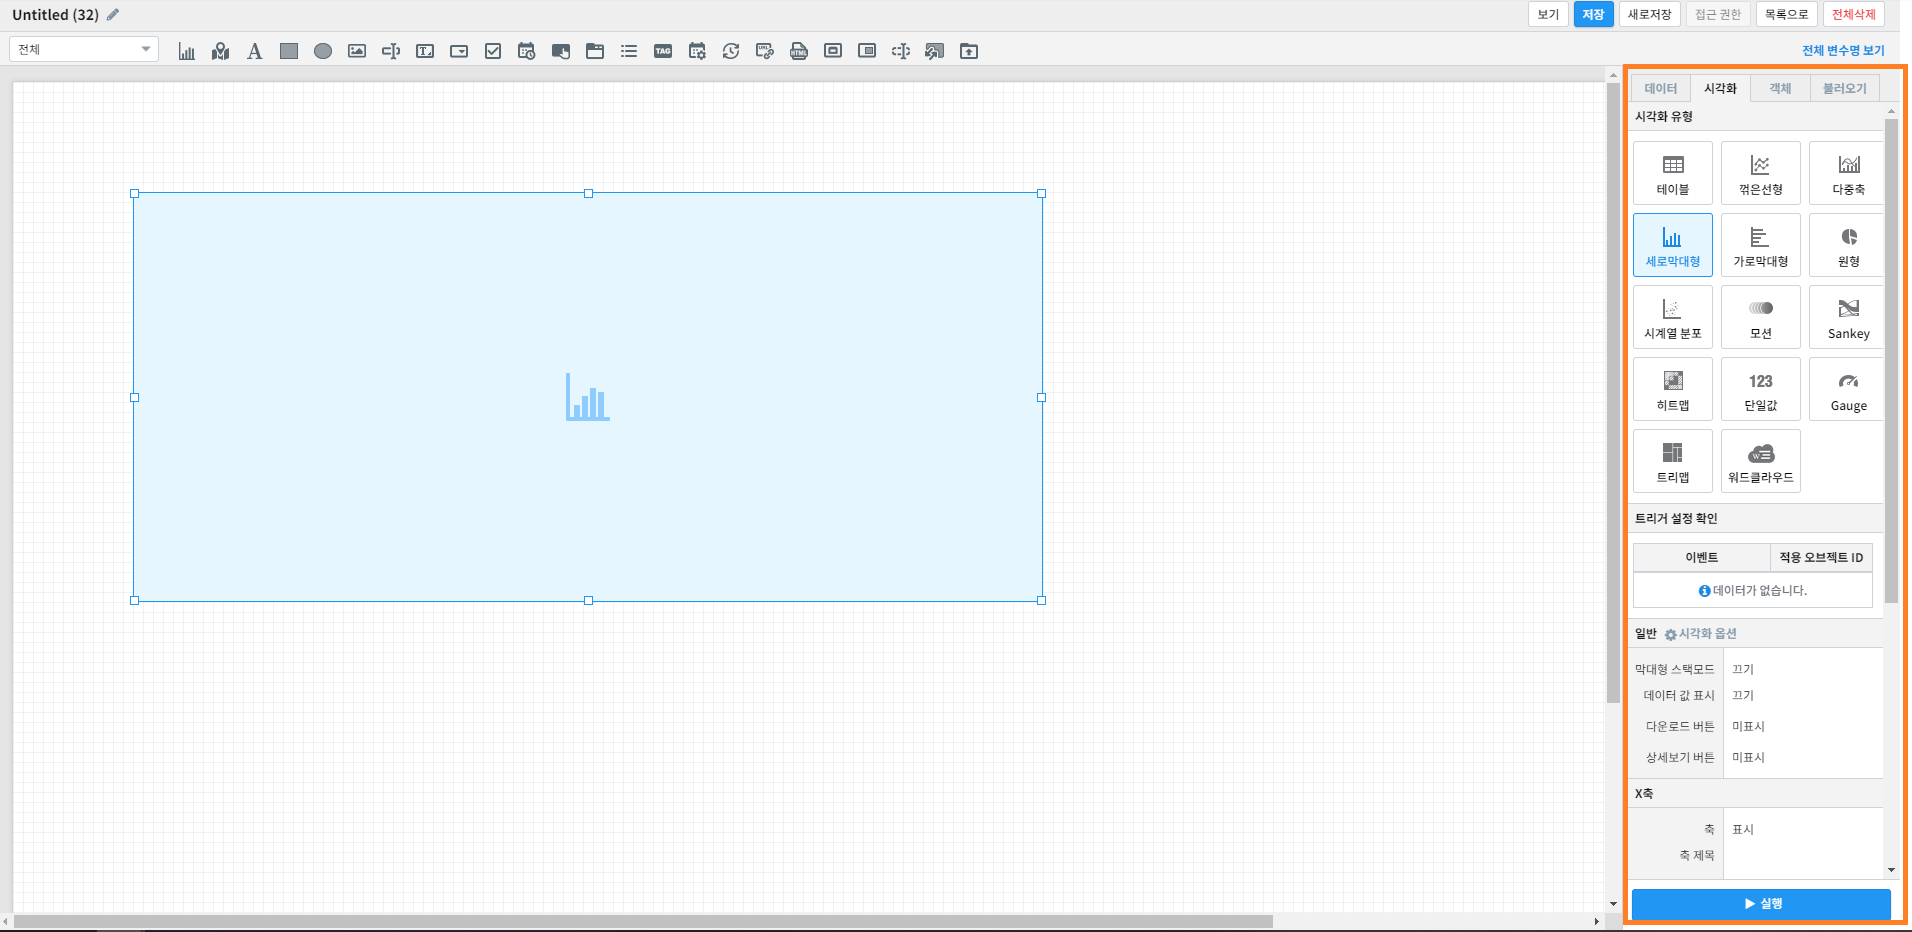 Untitled (32)
보기
저장
새로저장
접근 권한
목록으로
전체삭제
전체
A
T
TAG
URL
HTML
전체 변수명 보기
데이터
시각화
객체
불러오기
시각화 유형
테이블
꺾은선형
다중축
세로막대형
가로막대형
원형
시계열 분포
모션
Sankey
히트맵
123
단일값
Gauge
트리맵
W
워드클라우드
트리거 설정 확인
이벤트
적용 오브젝트 ID
데이터가 없습니다.
일반
시각화 옵션
막대형 스택모드
끄기
데이터 값 표시
끄기
다운로드 버튼
미표시
상세보기 버튼
미표시
X축
축
표시
축 제목
실행